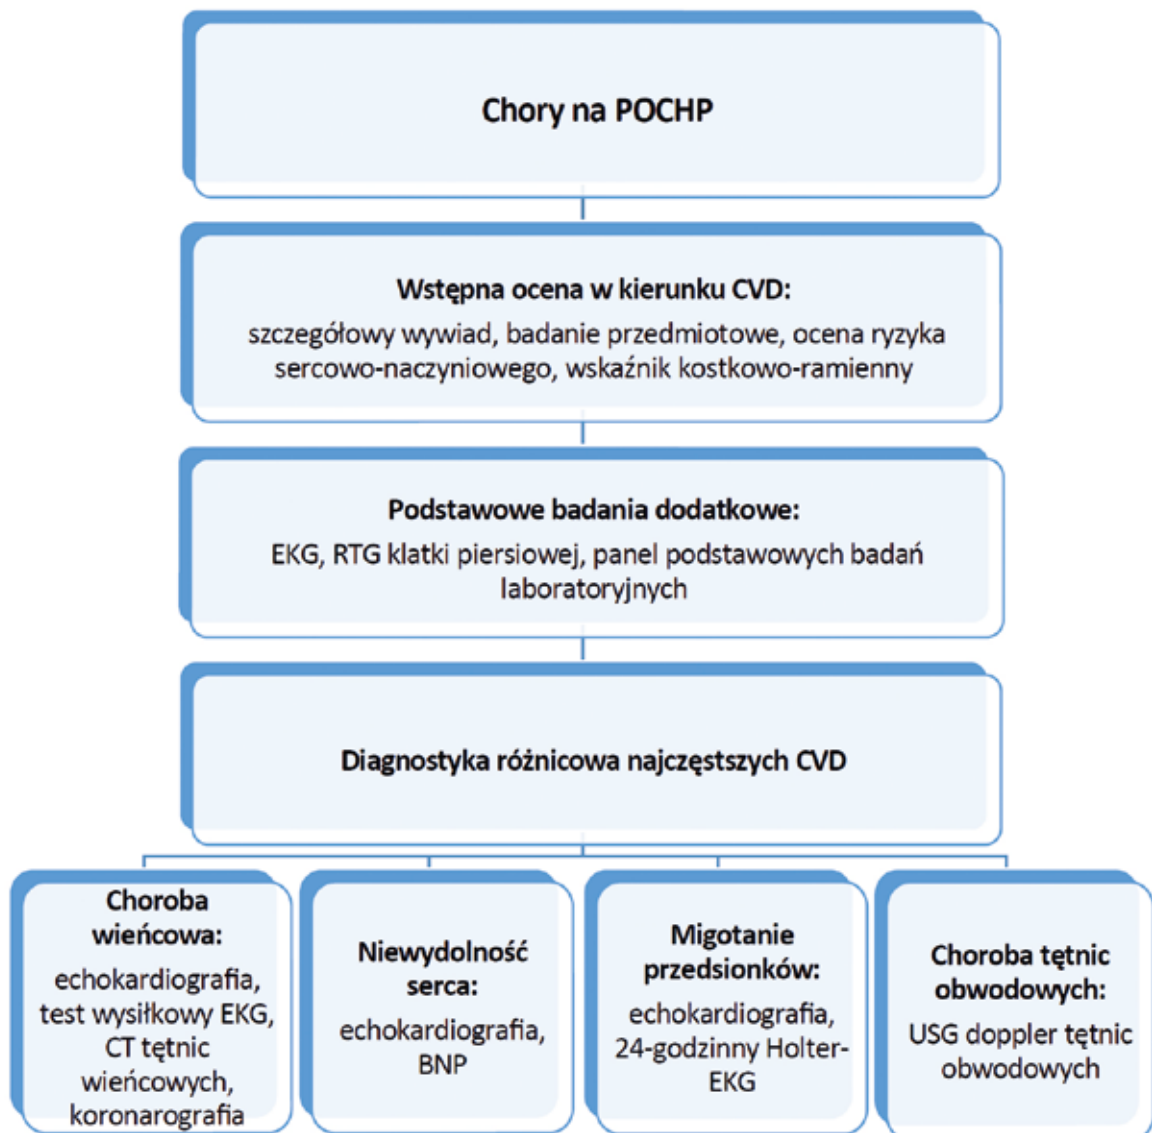 Chory na POCHP
Wstępna ocena w kierunku CVD:
szczegółowy wywiad, badanie przedmiotowe, ocena ryzyka
sercowo-naczyniowego, wskaźnik kostkowo-ramienny
Podstawowe badania dodatkowe:
EKG, RTG klatki piersiowej, panel podstawowych badań
laboratoryjnych
Diagnostyka różnicowa najczęstszych CVD
Choroba
wieńcowa:
echokardiografia,
test wysiłkowy EKG,
CT tętnic
wieńcowych,
koronarografia
Niewydolność
serca:
echokardiografia,
BNP
Migotanie
przedsionków:
echokardiografia,
24-godzinny Holter-
EKG
Choroba tętnic
obwodowych:
USG doppler tętnic
obwodowych